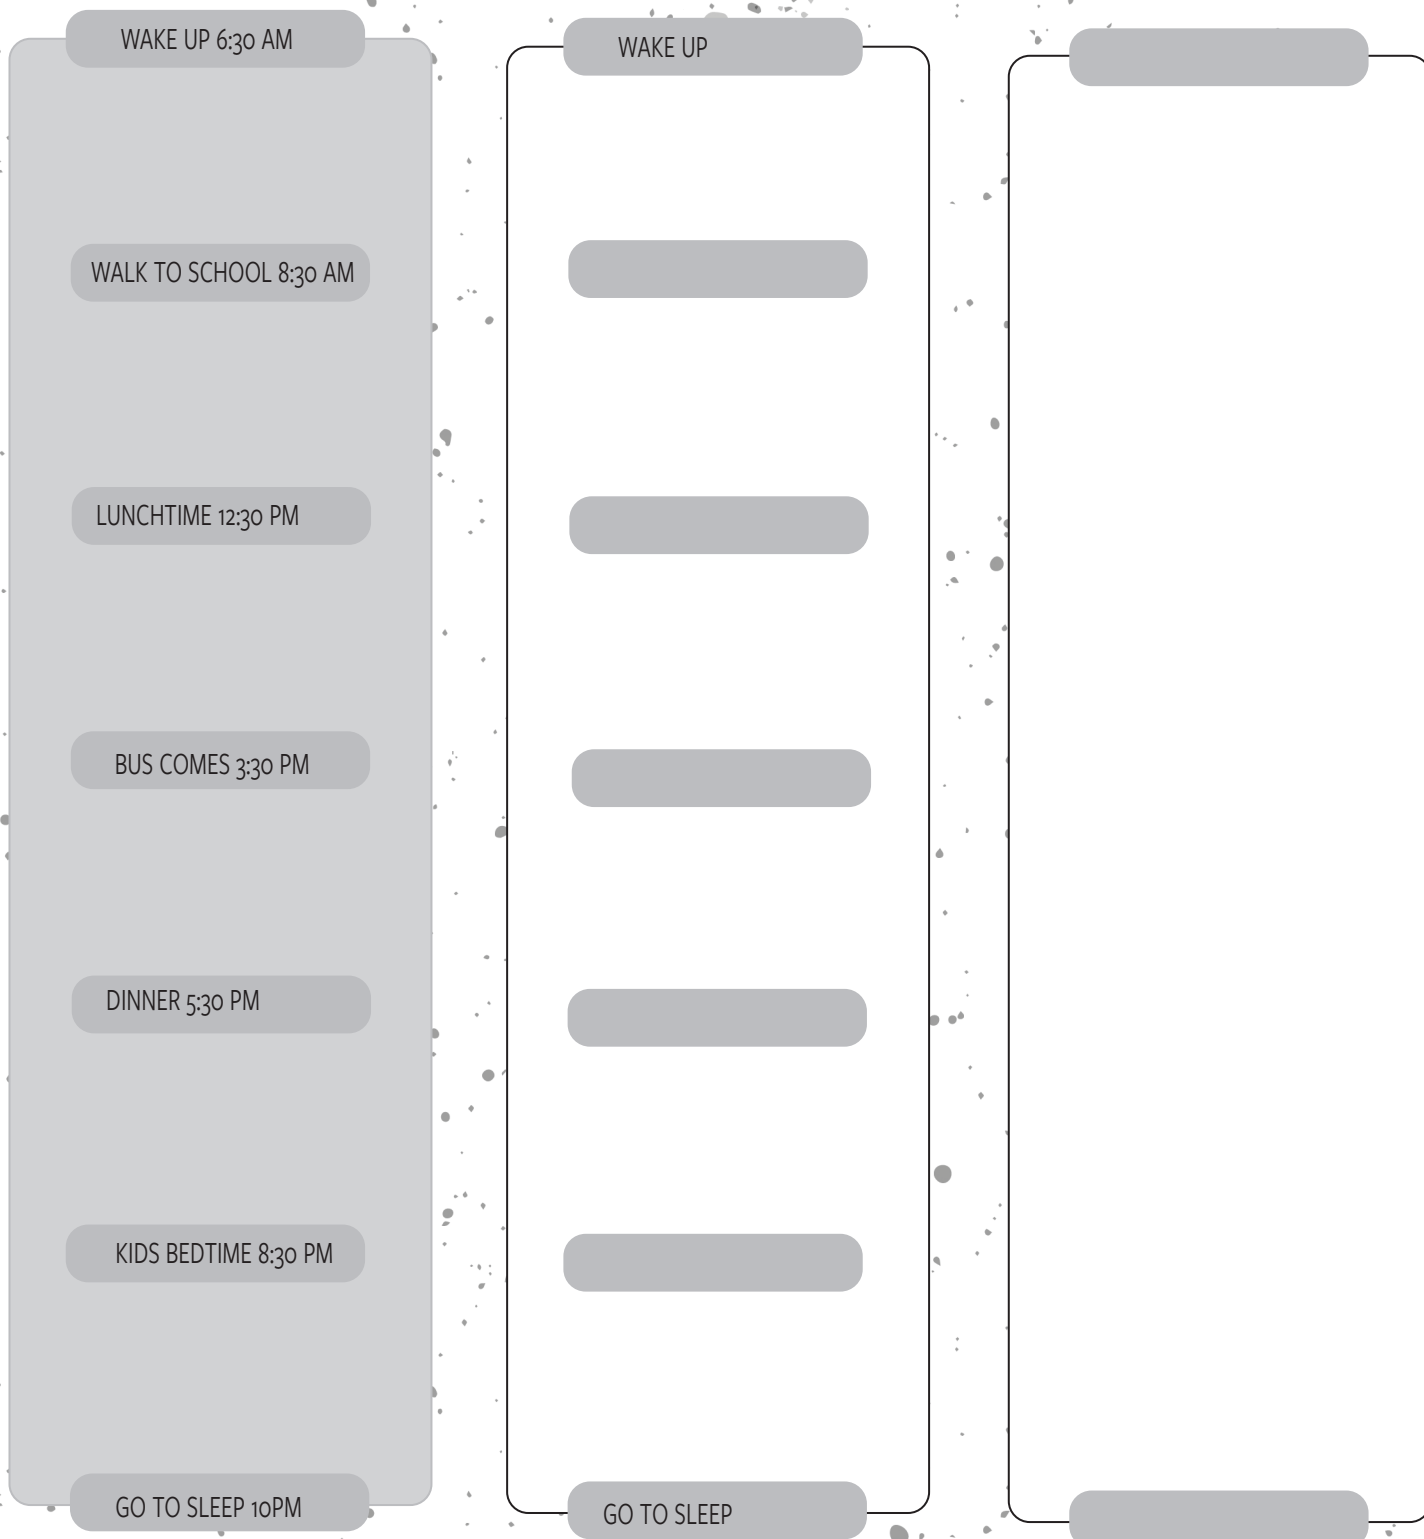 WAKE UP 6:30 AM
WALK TO SCHOOL 8:30 AM
LUNCHTIME 12:30 PM
BUS COMES 3:30 PM
DINNER 5:30 PM
KIDS BEDTIME 8:30 PM
GO TO SLEEP 10PM
WAKE UP
GO TO SLEEP